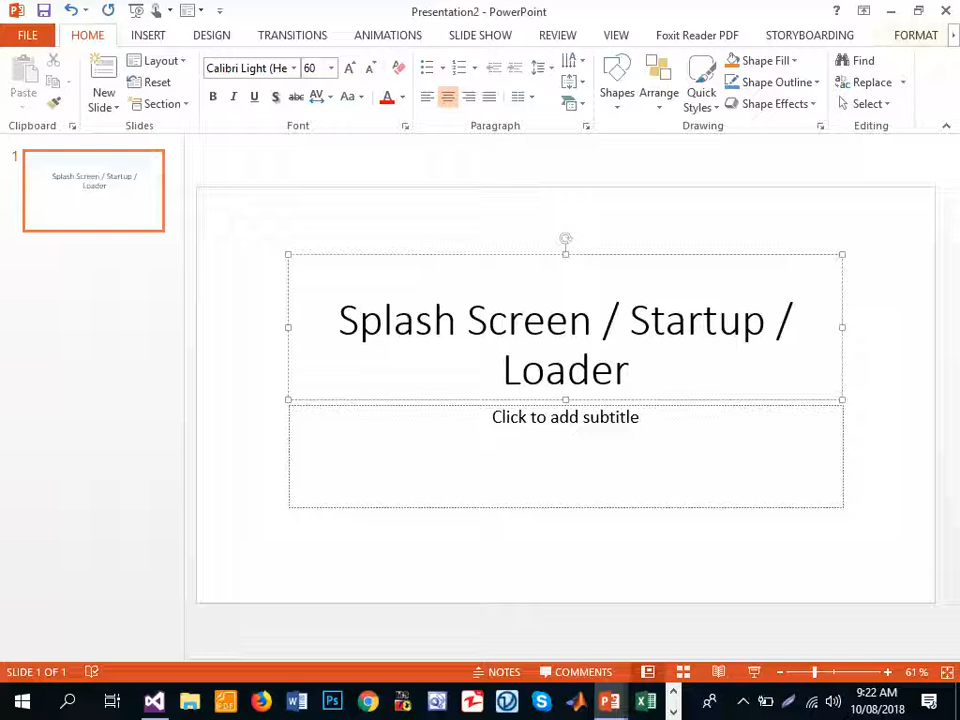 Presentation2 - PowerPoint
?
FILE HOME INSERT DESIGN TRANSITIONS ANIMATIONS SLIDE SHOW REVIEW VIEW Foxit Reader PDF STORYBOARDING FORMAT
Paste
New
Slide
Layout
Reset
Section
Calibri Light (He 60
B I U S abc AV Aa A
Shapes Arrange Quick
Styles
Shape Fill
Shape Outline
Shape Effects
Find
Replace
Select
Clipboard Slides Font Paragraph Drawing Editing
1
Splash Screen / Startup /
Loader
Splash Screen / Startup /
Loader
Click to add subtitle
SLIDE 1 OF 1 NOTES COMMENTS 61 %
9:22 AM
10/08/2018